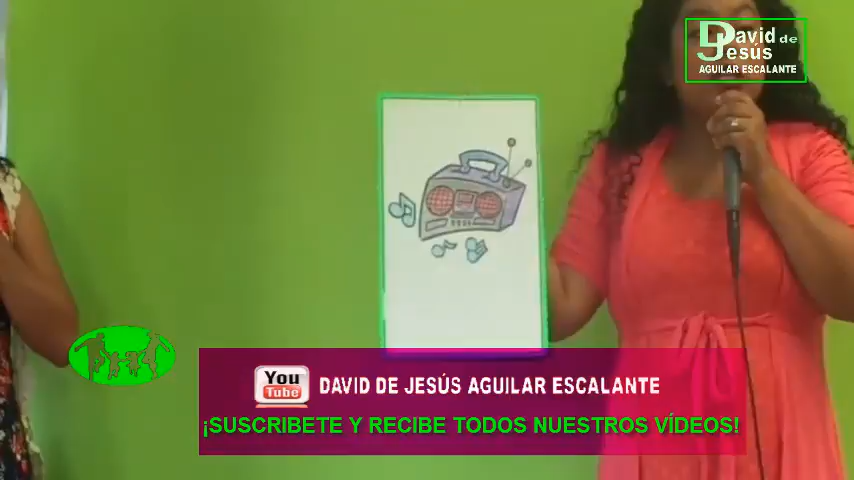 David de
Jesús
AGUILAR ESCALANTE
You
Tube
DAVID DE JESÚS AGUILAR ESCALANTE
¡SUSCRIBETE Y RECIBE TODOS NUESTROS VÍDEOS!